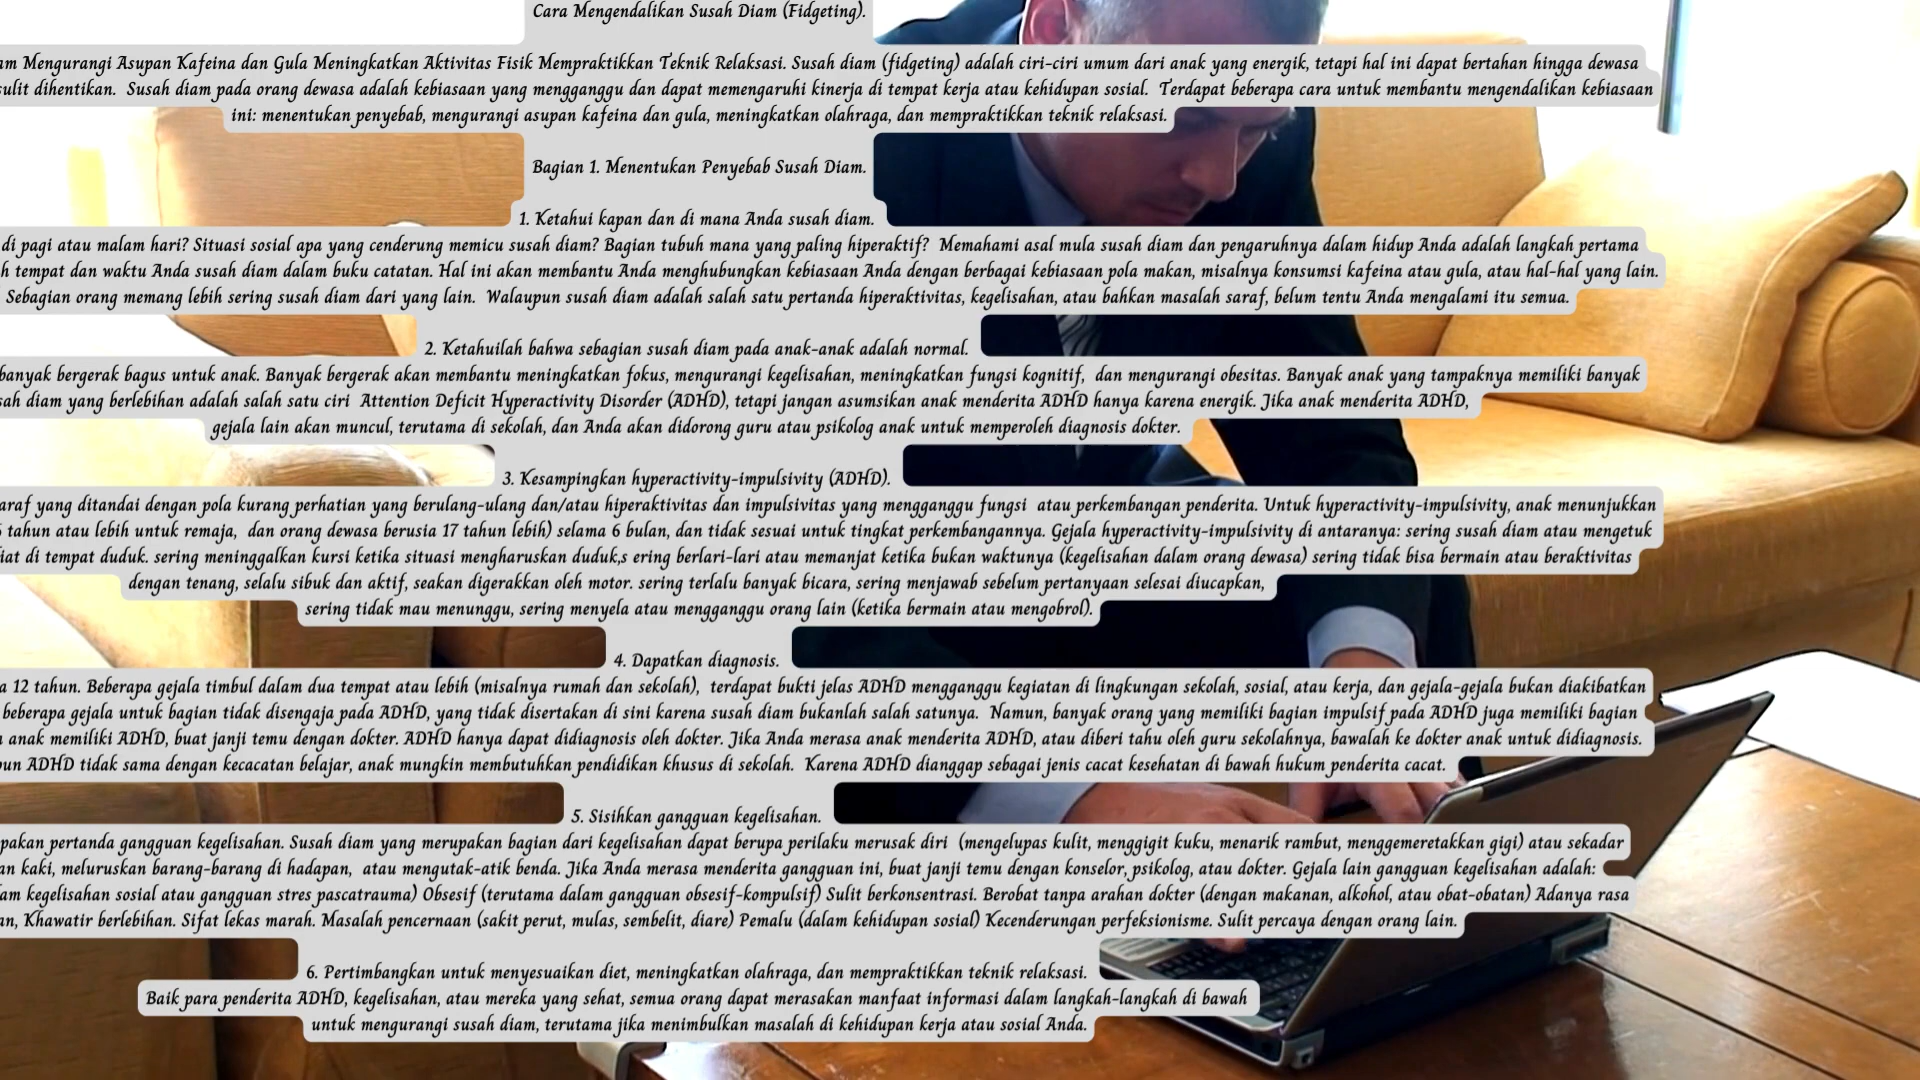 Cara Mengendalikan Susah Diam (Fidgeting).
Mengurangi Asupan Kafeina dan Gula Meningkatkan Aktivitas Fisik Mempraktikkan Teknik Relaksasi. Susah diam (fidgeting) adalah ciri-ciri umum dari anak yang energik, tetapi hal ini dapat bertahan hingga dewasa
sulit dihentikan. Susah diam pada orang dewasa adalah kebiasaan yang mengganggu dan dapat memengaruhi kinerja di tempat kerja atau kehidupan sosial. Terdapat beberapa cara untuk membantu mengendalikan kebiasaan
ini: menentukan penyebab, mengurangi asupan kafeina dan gula, meningkatkan olahraga, dan mempraktikkan teknik relaksasi.
Bagian 1. Menentukan Penyebab Susah Diam.
1. Ketahui kapan dan di mana Anda susah diam.
di pagi atau malam hari? Situasi sosial apa yang cenderung memicu susah diam? Bagian tubuh mana yang paling hiperaktif? Memahami asal mula susah diam dan pengaruhnya dalam hidup Anda adalah langkah pertama
tempat dan waktu Anda susah diam dalam buku catatan. Hal ini akan membantu Anda menghubungkan kebiasaan Anda dengan berbagai kebiasaan pola makan, misalnya konsumsi kafeina atau gula, atau hal-hal yang lain.
Sebagian orang memang lebih sering susah diam dari yang lain. Walaupun susah diam adalah salah satu pertanda hiperaktivitas, kegelisahan, atau bahkan masalah saraf, belum tentu Anda mengalami itu semua.
2. Ketahuilah bahwa sebagian susah diam pada anak-anak adalah normal.
banyak bergerak bagus untuk anak. Banyak bergerak akan membantu meningkatkan fokus, mengurangi kegelisahan, meningkatkan fungsi kognitif, dan mengurangi obesitas. Banyak anak yang tampaknya memiliki banyak
diam yang berlebihan adalah salah satu ciri Attention Deficit Hyperactivity Disorder (ADHD), tetapi jangan asumsikan anak menderita ADHD hanya karena energik. Jika anak menderita ADHD,
gejala lain akan muncul, terutama di sekolah, dan Anda akan didorong guru atau psikolog anak untuk memperoleh diagnosis dokter.
3. Kesampingkan hyperactivity-impulsivity (ADHD).
yang ditandai dengan pola kurang perhatian yang berulang-ulang dan/atau hiperaktivitas dan impulsivitas yang mengganggu fungsi atau perkembangan penderita. Untuk hyperactivity-impulsivity, anak menunjukkan
tahun atau lebih untuk remaja, dan orang dewasa berusia 17 tahun lebih) selama 6 bulan, dan tidak sesuai untuk tingkat perkembangannya. Gejala hyperactivity-impulsivity di antaranya: sering susah diam atau mengetuk
di tempat duduk. sering meninggalkan kursi ketika situasi mengharuskan duduk,s ering berlari-lari atau memanjat ketika bukan waktunya (kegelisahan dalam orang dewasa) sering tidak bisa bermain atau beraktivitas
dengan tenang, selalu sibuk dan aktif, seakan digerakkan oleh motor. sering terlalu banyak bicara, sering menjawab sebelum pertanyaan selesai diucapkan,
sering tidak mau menunggu, sering menyela atau mengganggu orang lain (ketika bermain atau mengobrol).
4. Dapatkan diagnosis.
12 tahun. Beberapa gejala timbul dalam dua tempat atau lebih (misalnya rumah dan sekolah), terdapat bukti jelas ADHD mengganggu kegiatan di lingkungan sekolah, sosial, atau kerja, dan gejala-gejala bukan diakibatkan
beberapa gejala untuk bagian tidak disengaja pada ADHD, yang tidak disertakan di sini karena susah diam bukanlah salah satunya. Namun, banyak orang yang memiliki bagian impulsif pada ADHD juga memiliki bagian
anak memiliki ADHD, buat janji temu dengan dokter. ADHD hanya dapat didiagnosis oleh dokter. Jika Anda merasa anak menderita ADHD, atau diberi tahu oleh guru sekolahnya, bawalah ke dokter anak untuk didiagnosis.
ADHD tidak sama dengan kecacatan belajar, anak mungkin membutuhkan pendidikan khusus di sekolah. Karena ADHD dianggap sebagai jenis cacat kesehatan di bawah hukum penderita cacat.
5. Sisihkan gangguan kegelisahan.
pertanda gangguan kegelisahan. Susah diam yang merupakan bagian dari kegelisahan dapat berupa perilaku merusak diri (mengelupas kulit, menggigit kuku, menarik rambut, menggemeretakkan gigi) atau sekadar
kaki, meluruskan barang-barang di hadapan, atau mengutak-atik benda. Jika Anda merasa menderita gangguan ini, buat janji temu dengan konselor, psikolog, atau dokter. Gejala lain gangguan kegelisahan adalah:
kegelisahan sosial atau gangguan stres pascatrauma) Obsesif (terutama dalam gangguan obsesif-kompulsif) Sulit berkonsentrasi. Berobat tanpa arahan dokter (dengan makanan, alkohol, atau obat-obatan) Adanya rasa
Khawatir berlebihan. Sifat lekas marah. Masalah pencernaan (sakit perut, mulas, sembelit, diare) Pemalu (dalam kehidupan sosial) Kecenderungan perfeksionisme. Sulit percaya dengan orang lain.
6. Pertimbangkan untuk menyesuaikan diet, meningkatkan olahraga, dan mempraktikkan teknik relaksasi.
Baik para penderita ADHD, kegelisahan, atau mereka yang sehat, semua orang dapat merasakan manfaat informasi dalam langkah-langkah di bawah
untuk mengurangi susah diam, terutama jika menimbulkan masalah di kehidupan kerja atau sosial Anda.